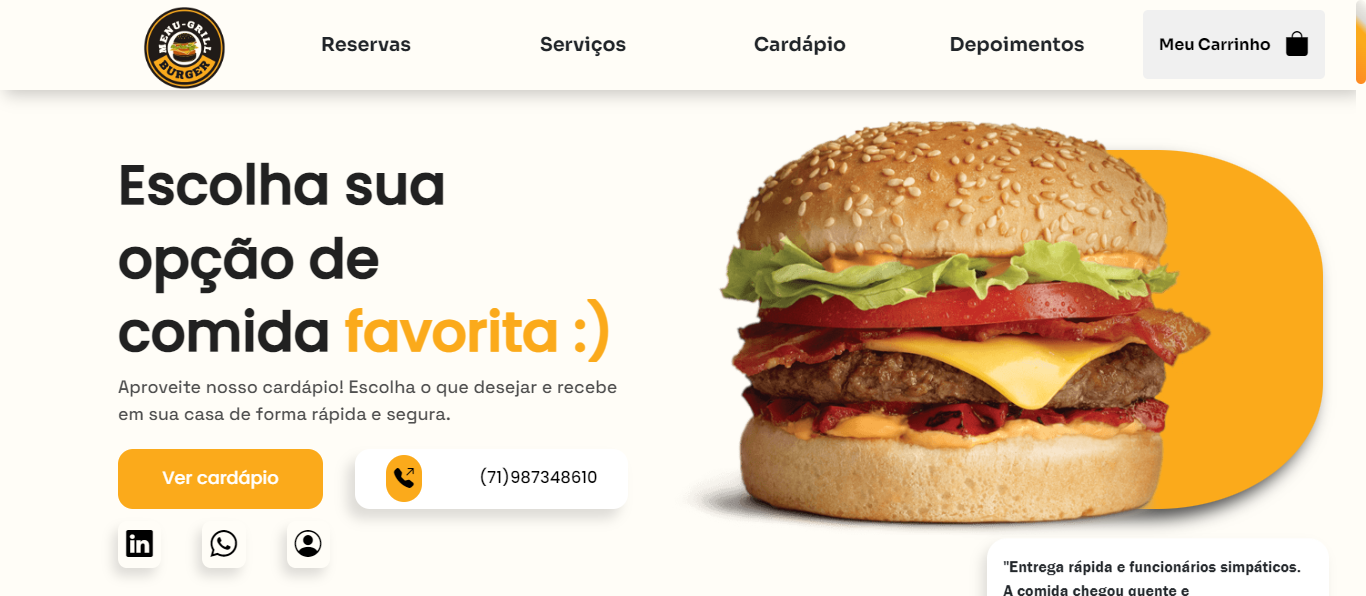 MENU-GRILL
BURGER
Reservas
Serviços
Cardápio
Depoimentos
Meu Carrinho
Escolha sua
opção de
comida favorita :)
Aproveite nosso cardápio! Escolha o que desejar e recebe
em sua casa de forma rápida e segura.
Ver cardápio
(71)987348610
in
"Entrega rápida e funcionários simpáticos.
A comida chegou quente e